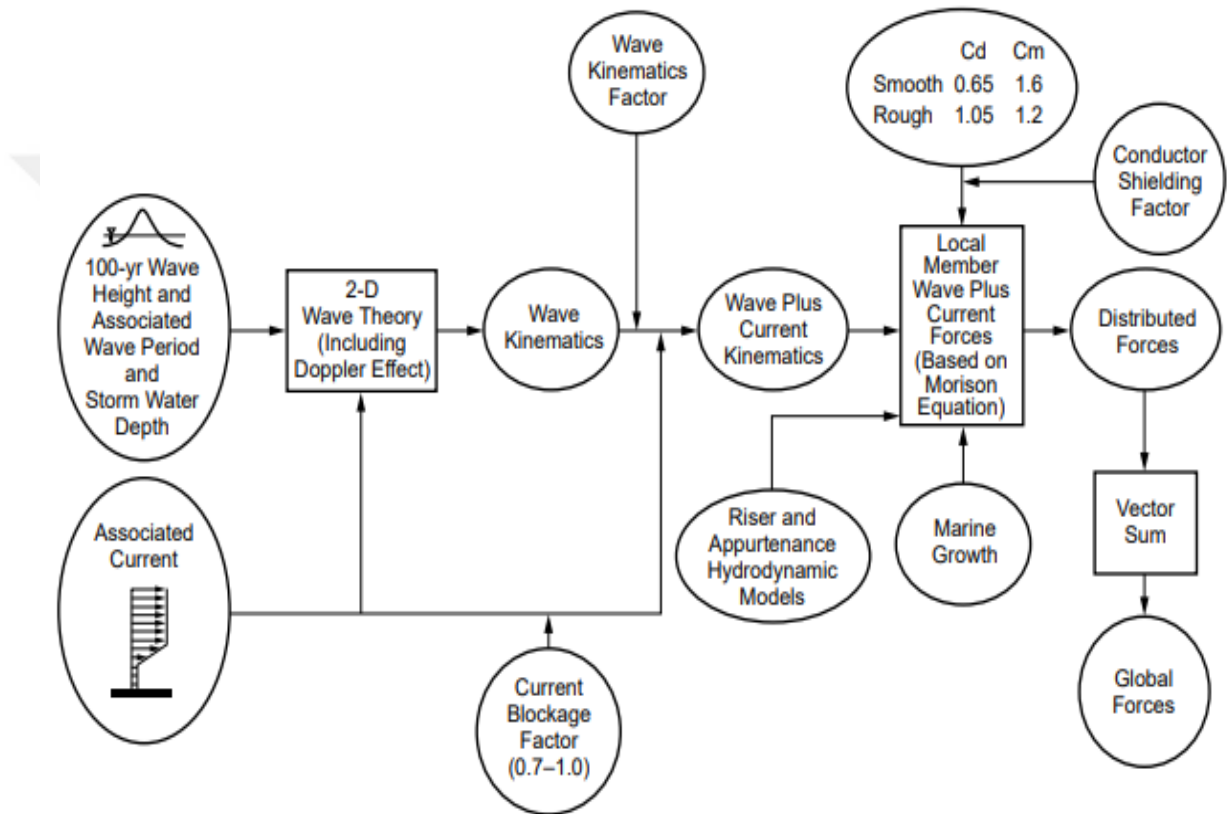 Wave
Kinematics
Factor
Cd Cm
Smooth 0.65 1.6
Rough 1.05 1.2
Conductor
Shielding
Factor
100-yr Wave
Height and
Associated
Wave Period
and
Storm Water
Depth
2-D
Wave Theory
(Including
Doppler Effect)
Wave
Kinematics
Wave Plus
Current
Kinematics
Local
Member
Wave Plus
Current
Forces
(Based on
Morison
Equation)
Distributed
Forces
Associated
Current
Riser and
Appurtenance
Hydrodynamic
Models
Marine
Growth
Vector
Sum
Current
Blockage
Factor
(0.7–1.0)
Global
Forces